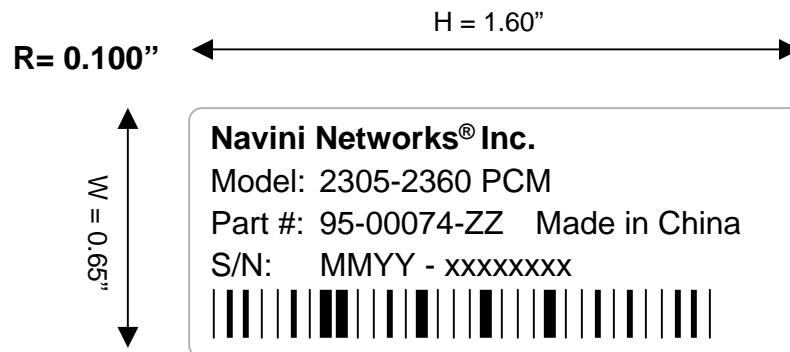 H = 1.60”
R= 0.100”
W = 0.65”
Navini Networks® Inc.
Model: 2305-2360 PCM
Part #: 95-00074-ZZ Made in China
S/N: MMYY - xxxxxxxx